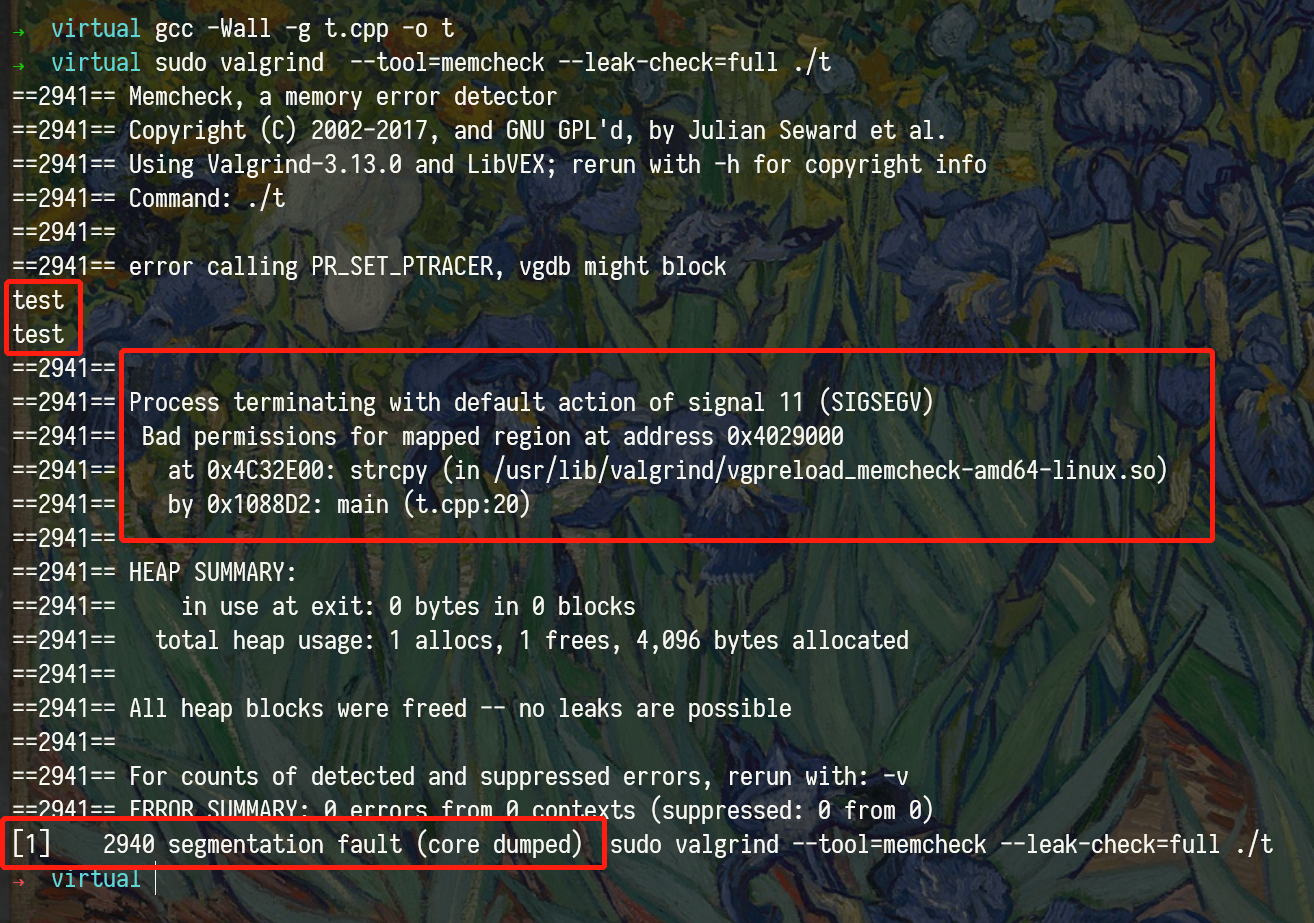 → virtual gcc -Wall -g t.cpp -o t
→ virtual sudo valgrind --tool=memcheck --leak-check=full ./t
==2941== Memcheck, a memory error detector
==2941== Copyright (C) 2002-2017, and GNU GPL'd, by Julian Seward et al.
==2941== Using Valgrind-3.13.0 and LibVEX; rerun with -h for copyright info
==2941== Command: ./t
==2941==
==2941== error calling PR_SET_PTRACER, vgdb might block
test
test
==2941==
==2941== Process terminating with default action of signal 11 (SIGSEGV)
==2941==  Bad permissions for mapped region at address 0x4029000
==2941==    at 0x4C32E00: strcpy (in /usr/lib/valgrind/vgpreload_memcheck-amd64-linux.so)
==2941==    by 0x1088D2: main (t.cpp:20)
==2941==
==2941== HEAP SUMMARY:
==2941==     in use at exit: 0 bytes in 0 blocks
==2941==   total heap usage: 1 allocs, 1 frees, 4,096 bytes allocated
==2941==
==2941== All heap blocks were freed -- no leaks are possible
==2941==
==2941== For counts of detected and suppressed errors, rerun with: -v
==2941== ERROR SUMMARY: 0 errors from 0 contexts (suppressed: 0 from 0)
[1]    2940 segmentation fault (core dumped)  sudo valgrind --tool=memcheck --leak-check=full ./t
→ virtual